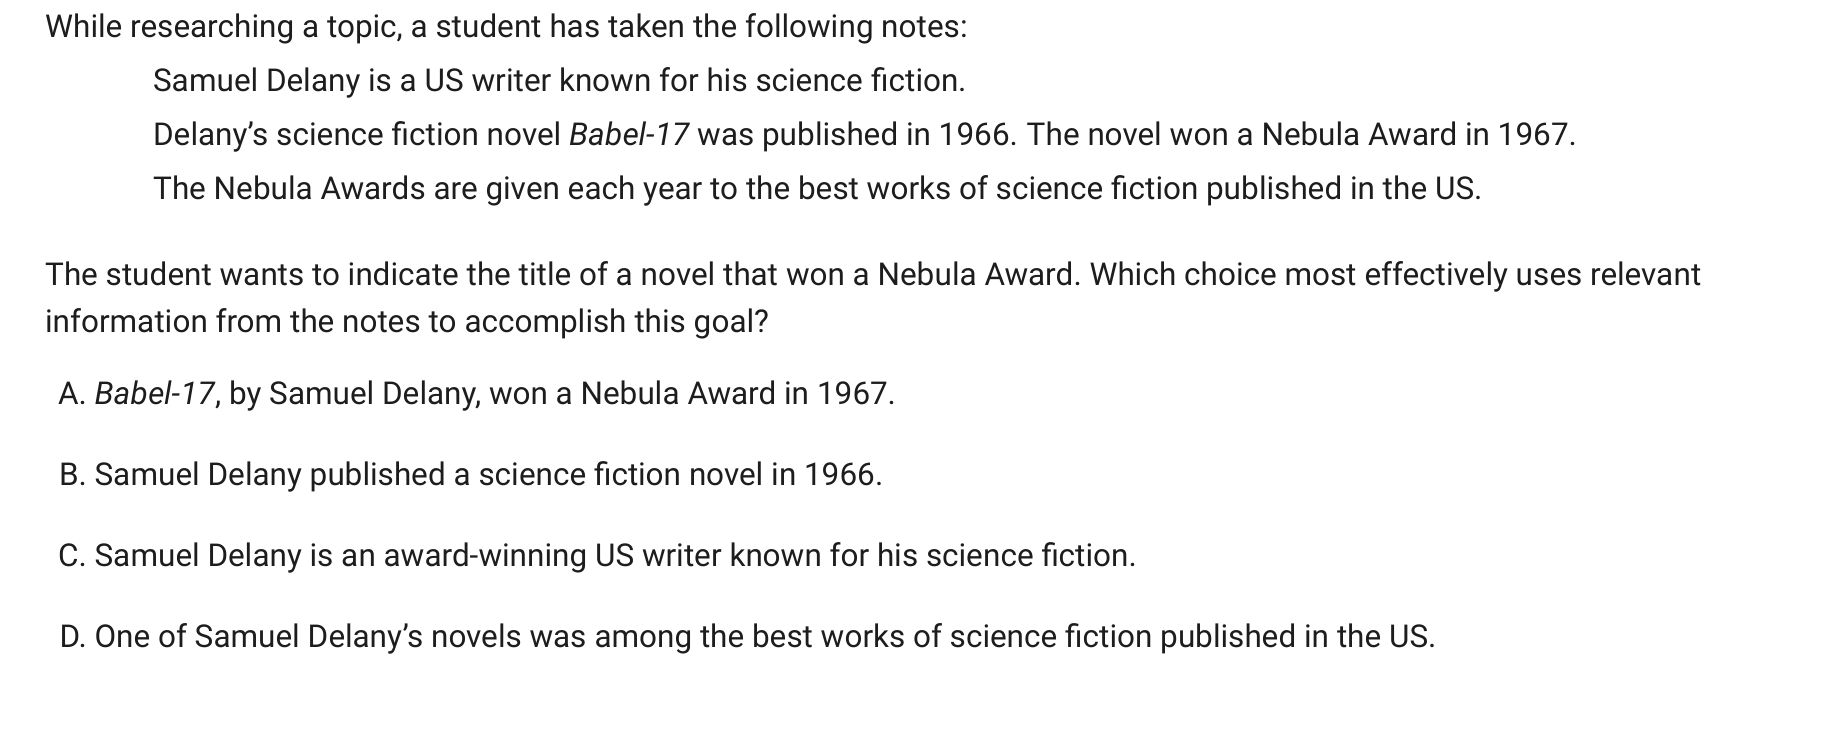 While researching a topic, a student has taken the following notes:
Samuel Delany is a US writer known for his science fiction.
Delany’s science fiction novel Babel-17 was published in 1966. The novel won a Nebula Award in 1967.
The Nebula Awards are given each year to the best works of science fiction published in the US.
The student wants to indicate the title of a novel that won a Nebula Award. Which choice most effectively uses relevant
information from the notes to accomplish this goal?
A. Babel-17, by Samuel Delany, won a Nebula Award in 1967.
B. Samuel Delany published a science fiction novel in 1966.
C. Samuel Delany is an award-winning US writer known for his science fiction.
D. One of Samuel Delany’s novels was among the best works of science fiction published in the US.